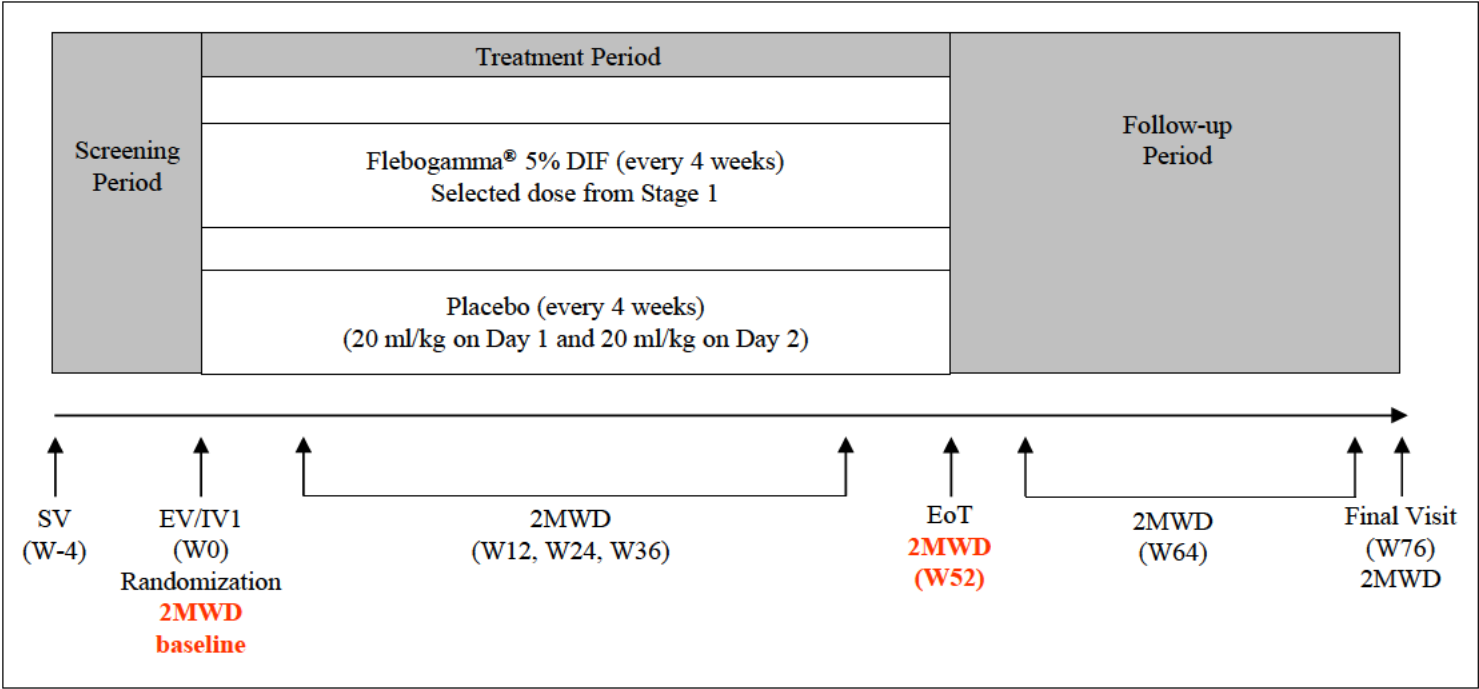 Treatment Period
Screening
Period
Flebogamma® 5% DIF (every 4 weeks)
Selected dose from Stage 1
Placebo (every 4 weeks)
(20 ml/kg on Day 1 and 20 ml/kg on Day 2)
Follow-up
Period
SV
(W-4)
EV/IV1
(W0)
Randomization
2MWD
baseline
2MWD
(W12, W24, W36)
EoT
2MWD
(W52)
2MWD
(W64)
Final Visit
(W76)
2MWD